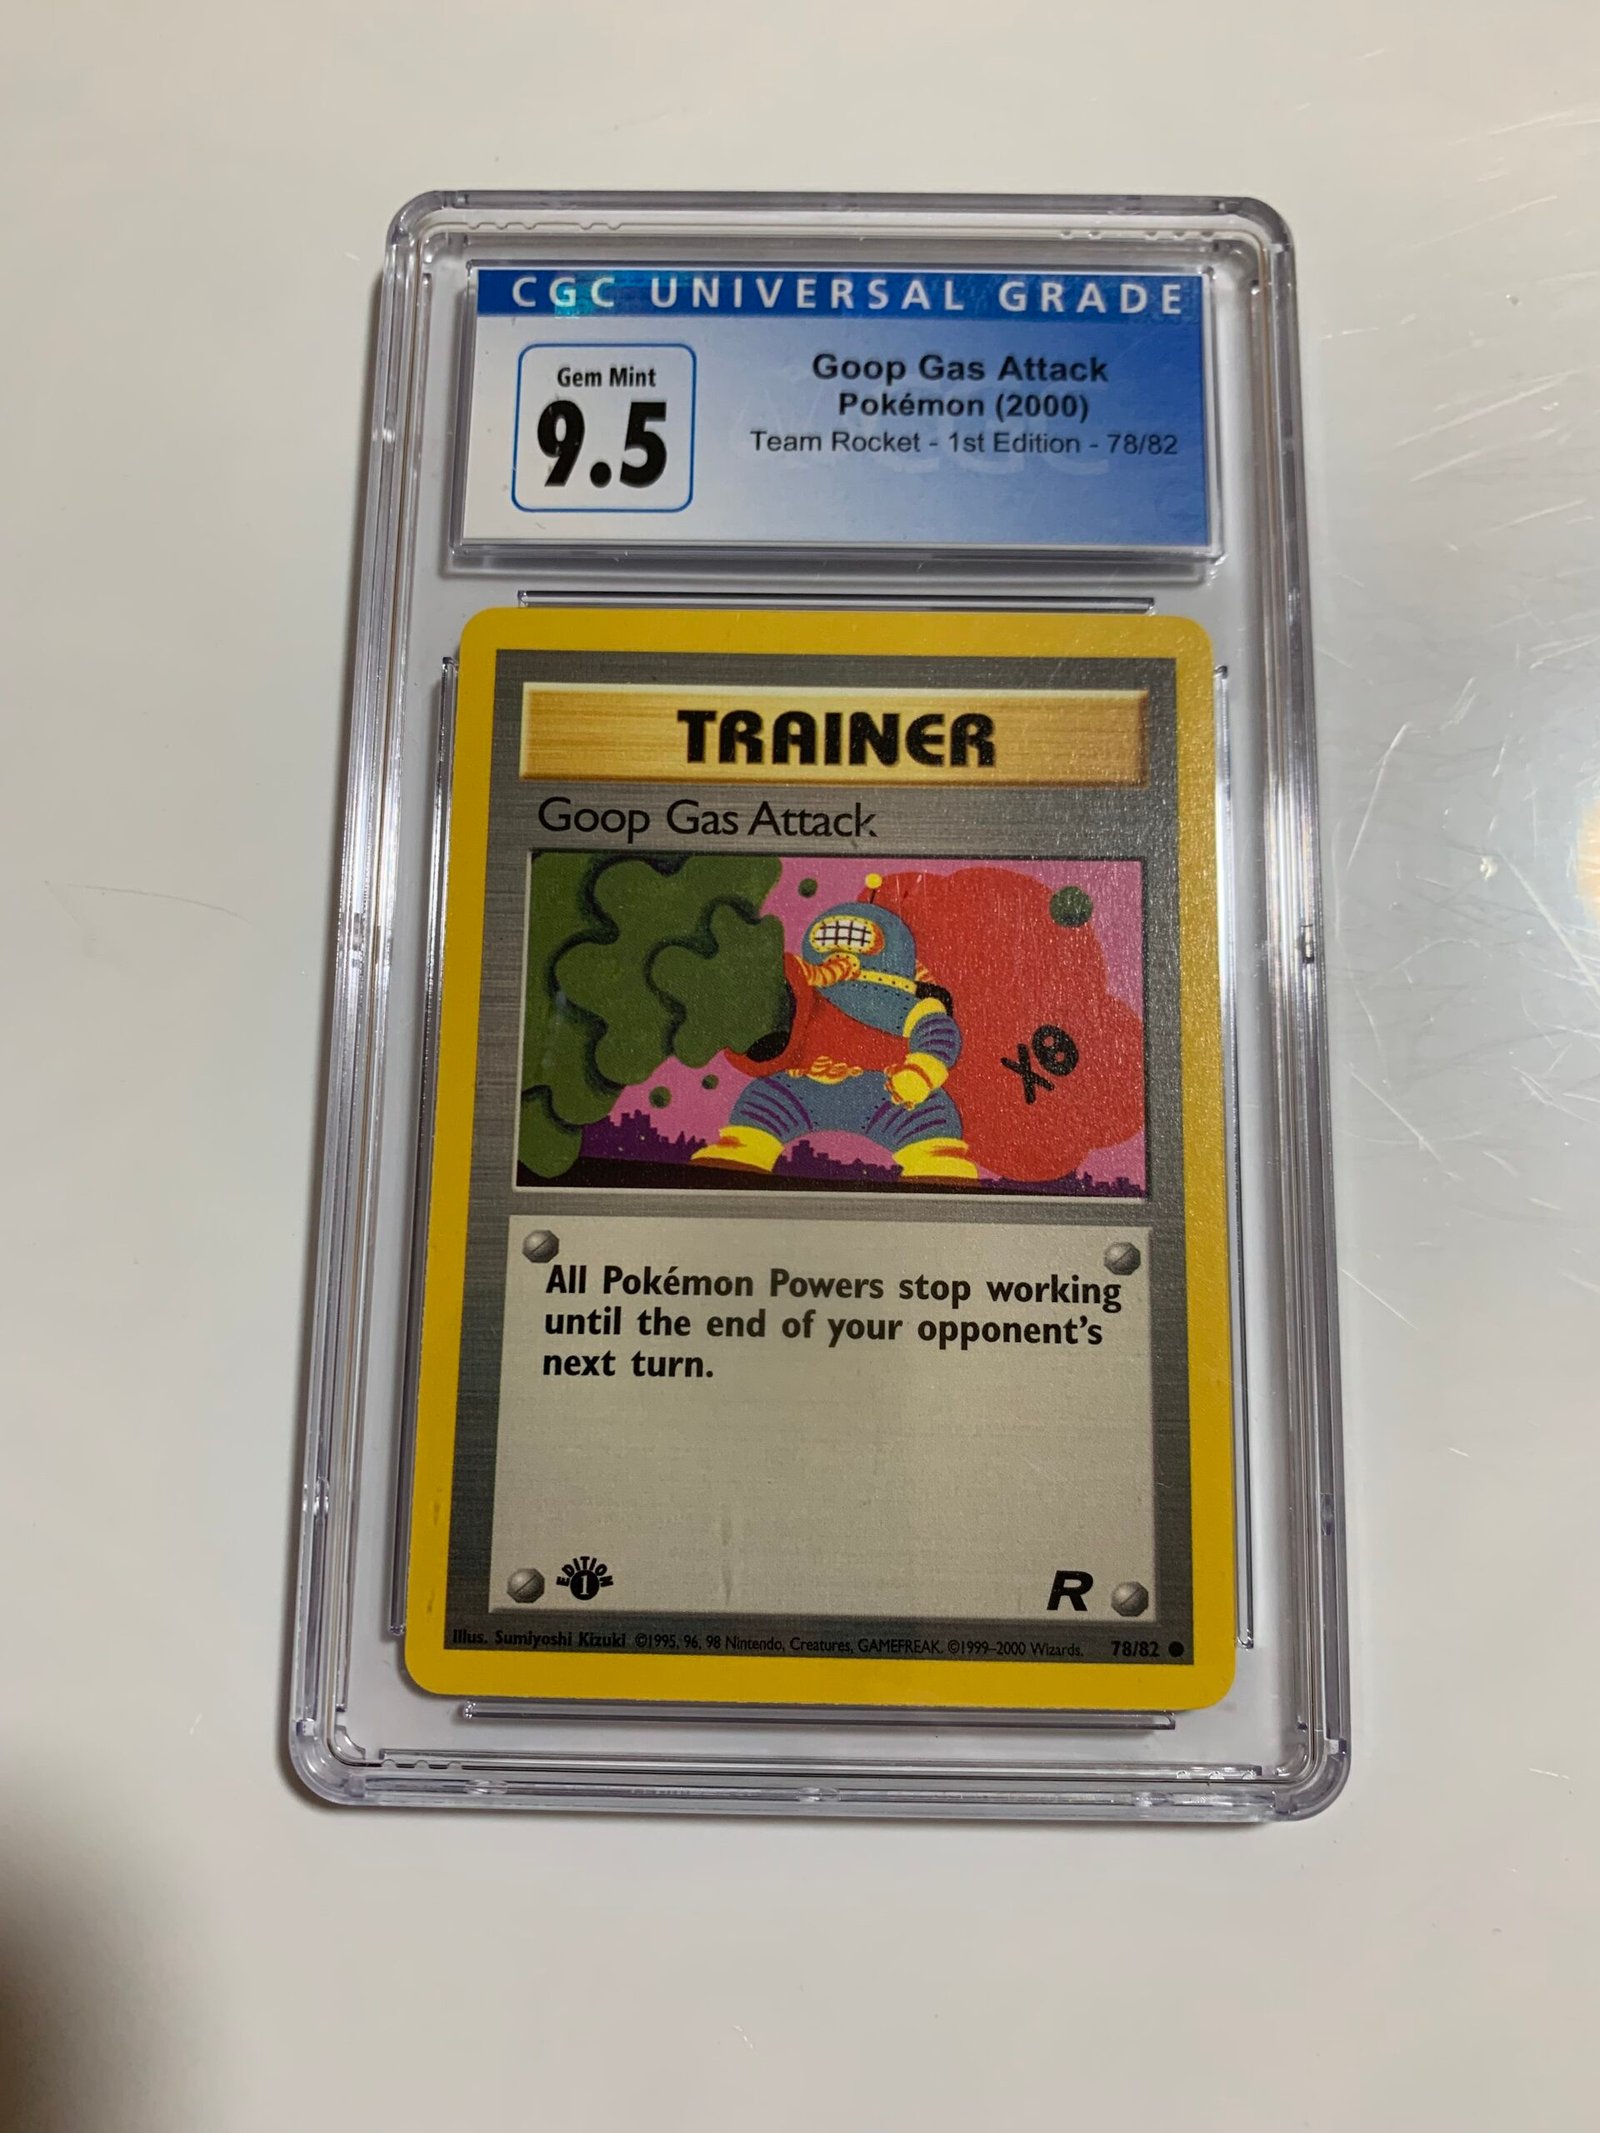 CGC UNIVERSAL GRADE
Gem Mint
9.5
Goop Gas Attack
Pokémon (2000)
Team Rocket - 1st Edition - 78/82
TRAINER
Goop Gas Attack
All Pokémon Powers stop working
until the end of your opponent's
next turn.
EDITION
1
R
Illus. Sumiyoshi Kizuki ©1995, 96, 98 Nintendo, Creatures, GAMEFREAK. ©1999–2000 Wizards. 78/82